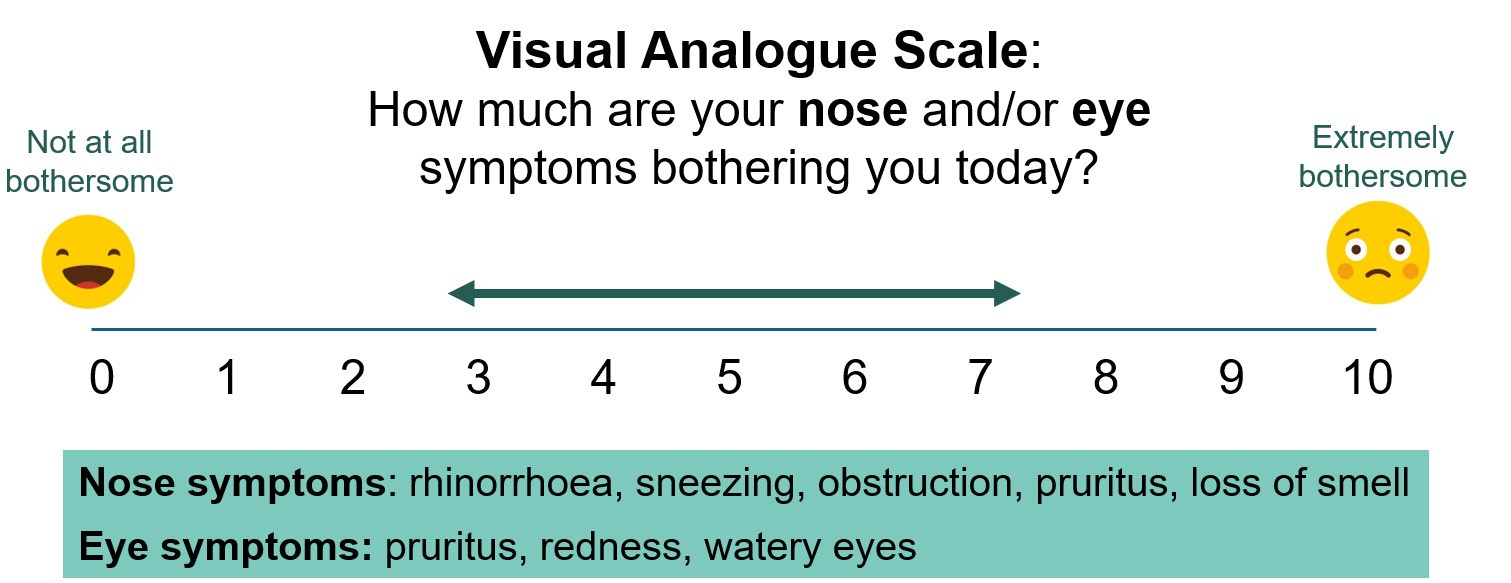 Visual Analogue Scale:
How much are your nose and/or eye
symptoms bothering you today?
Not at all
bothersome
Extremely
bothersome
0 1 2 3 4 5 6 7 8 9 10
Nose symptoms: rhinorrhoea, sneezing, obstruction, pruritus, loss of smell
Eye symptoms: pruritus, redness, watery eyes